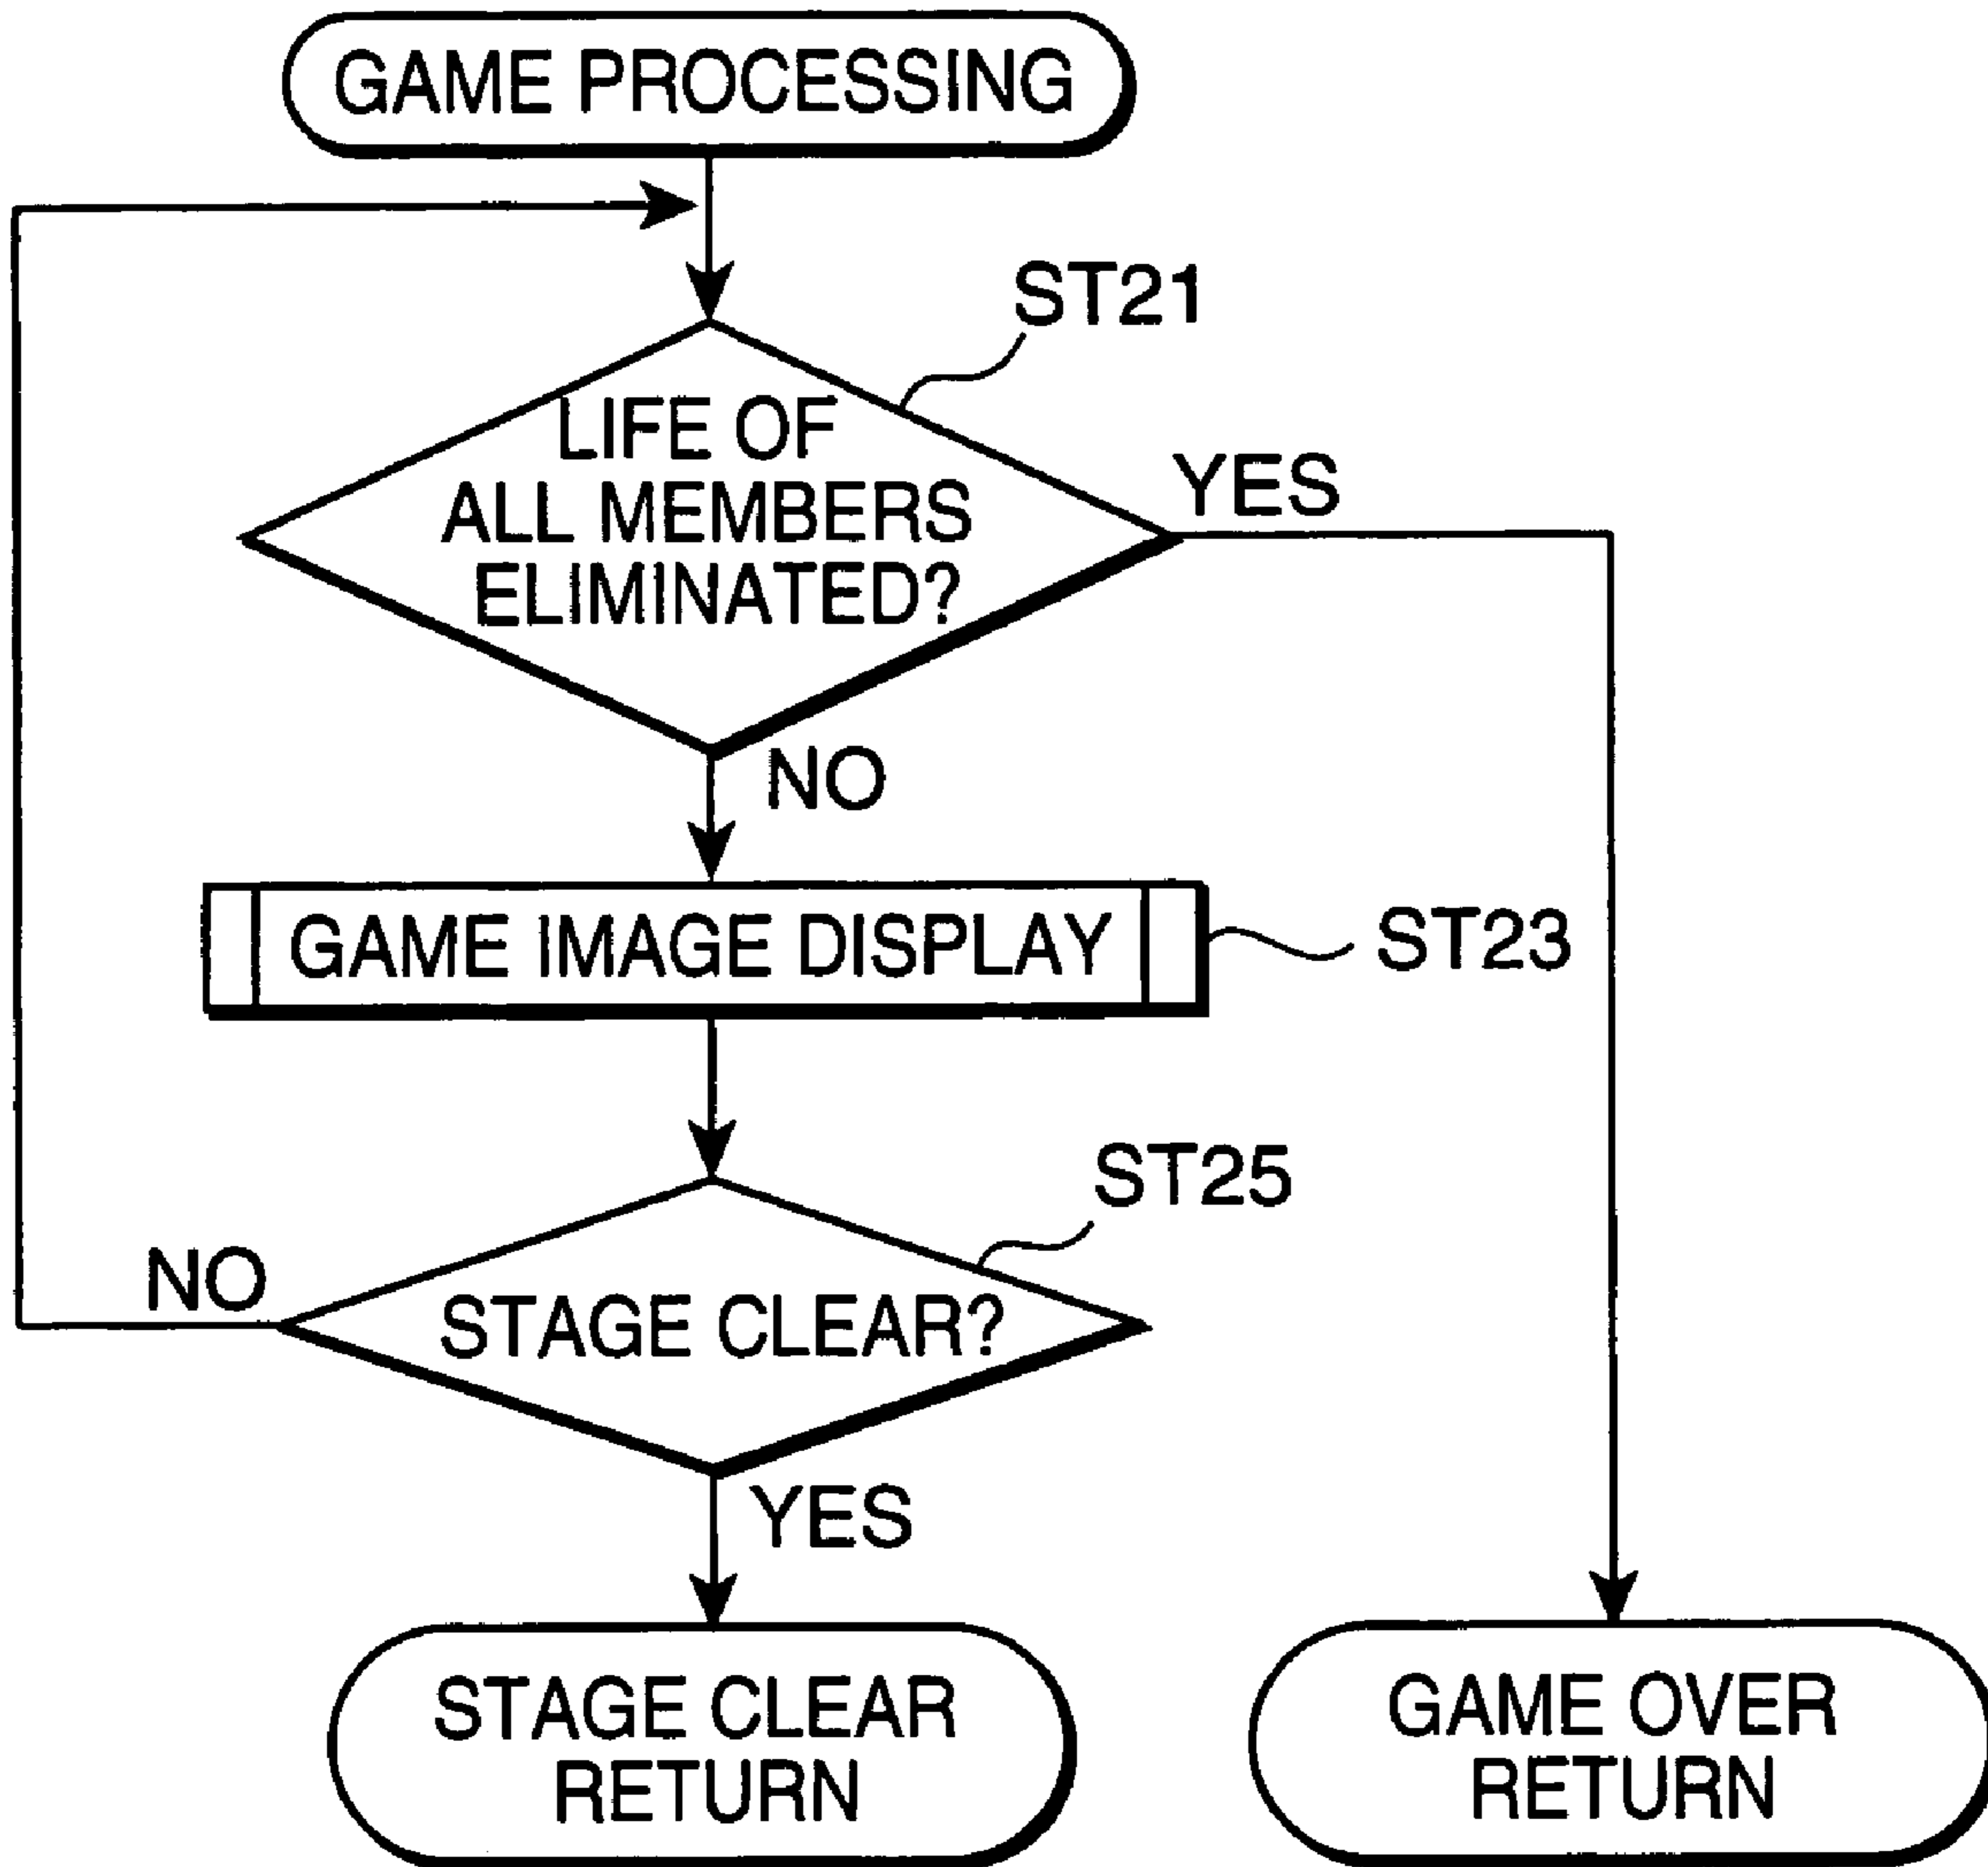 GAME PROCESSING
ST21
LIFE OF
ALL MEMBERS
ELIMINATED?
YES
NO
GAME IMAGE DISPLAY
ST23
ST25
NO
STAGE CLEAR?
YES
STAGE CLEAR
RETURN
GAME OVER
RETURN